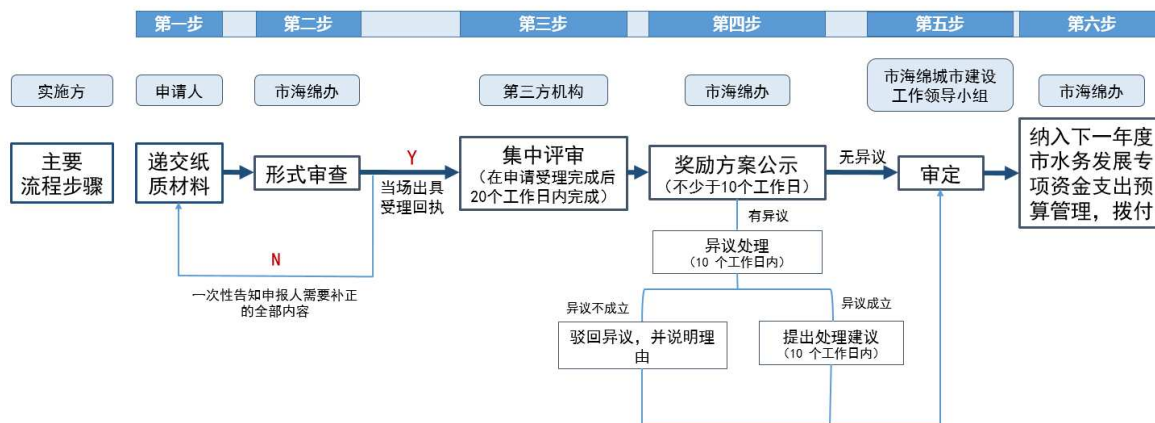 第一步
第二步
第三步
第四步
第五步
第六步
实施方
申请人
市海绵办
第三方机构
市海绵办
市海绵城市建设
工作领导小组
市海绵办
主要
流程步骤
递交纸
质材料
形式审查
Y
当场出具
受理回执
集中评审
（在申请受理完成后
20个工作日内完成）
奖励方案公示
（不少于10个工作日）
无异议
审定
纳入下一年度
市水务发展专
项资金支出预
算管理，拨付
N
一次性告知申报人需要补正
的全部内容
有异议
异议处理
（10 个工作日内）
异议不成立
异议成立
驳回异议，并说明理
由
提出处理建议
（10 个工作日内）